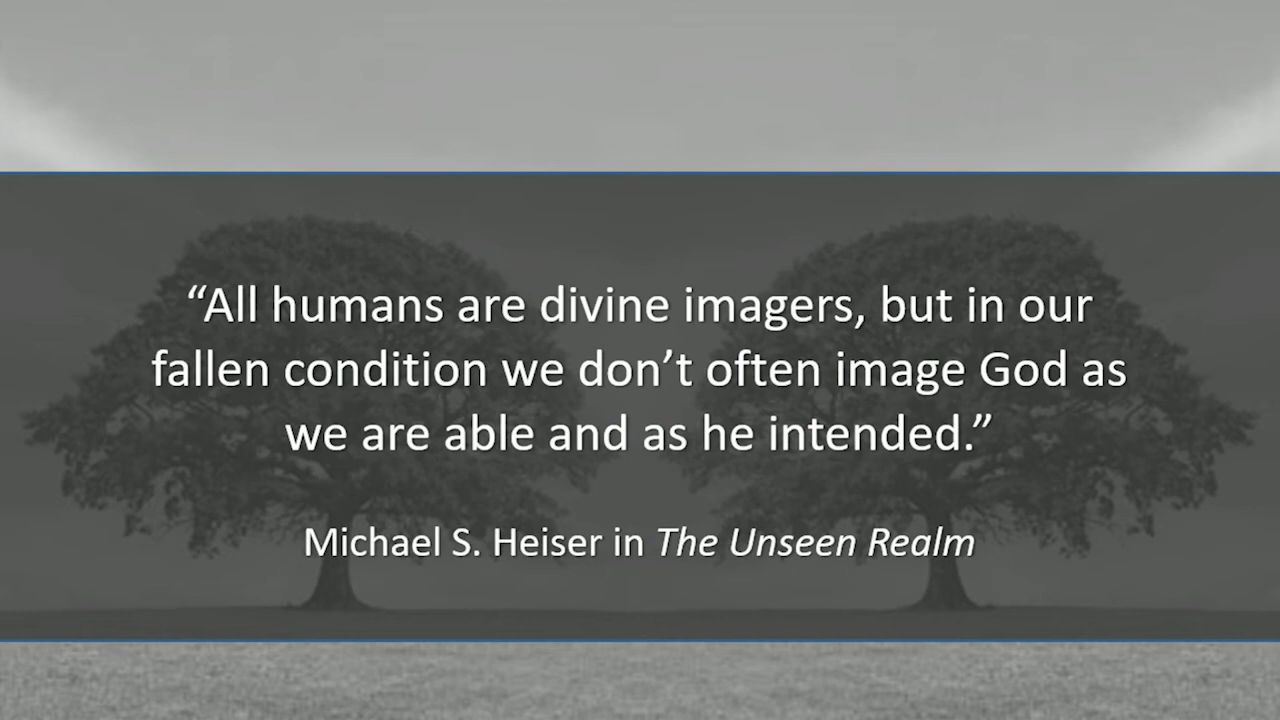 “All humans are divine imagers, but in our
fallen condition we don’t often image God as
we are able and as he intended.”
Michael S. Heiser in The Unseen Realm